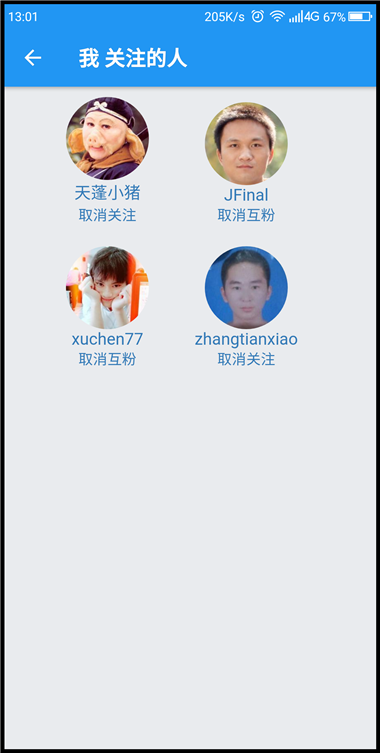 13:01 205K/s 4G 67%
我 关注的人
天蓬小猪 JFinal
取消关注 取消互粉
xuchen77 zhangtianxiao
取消互粉 取消关注